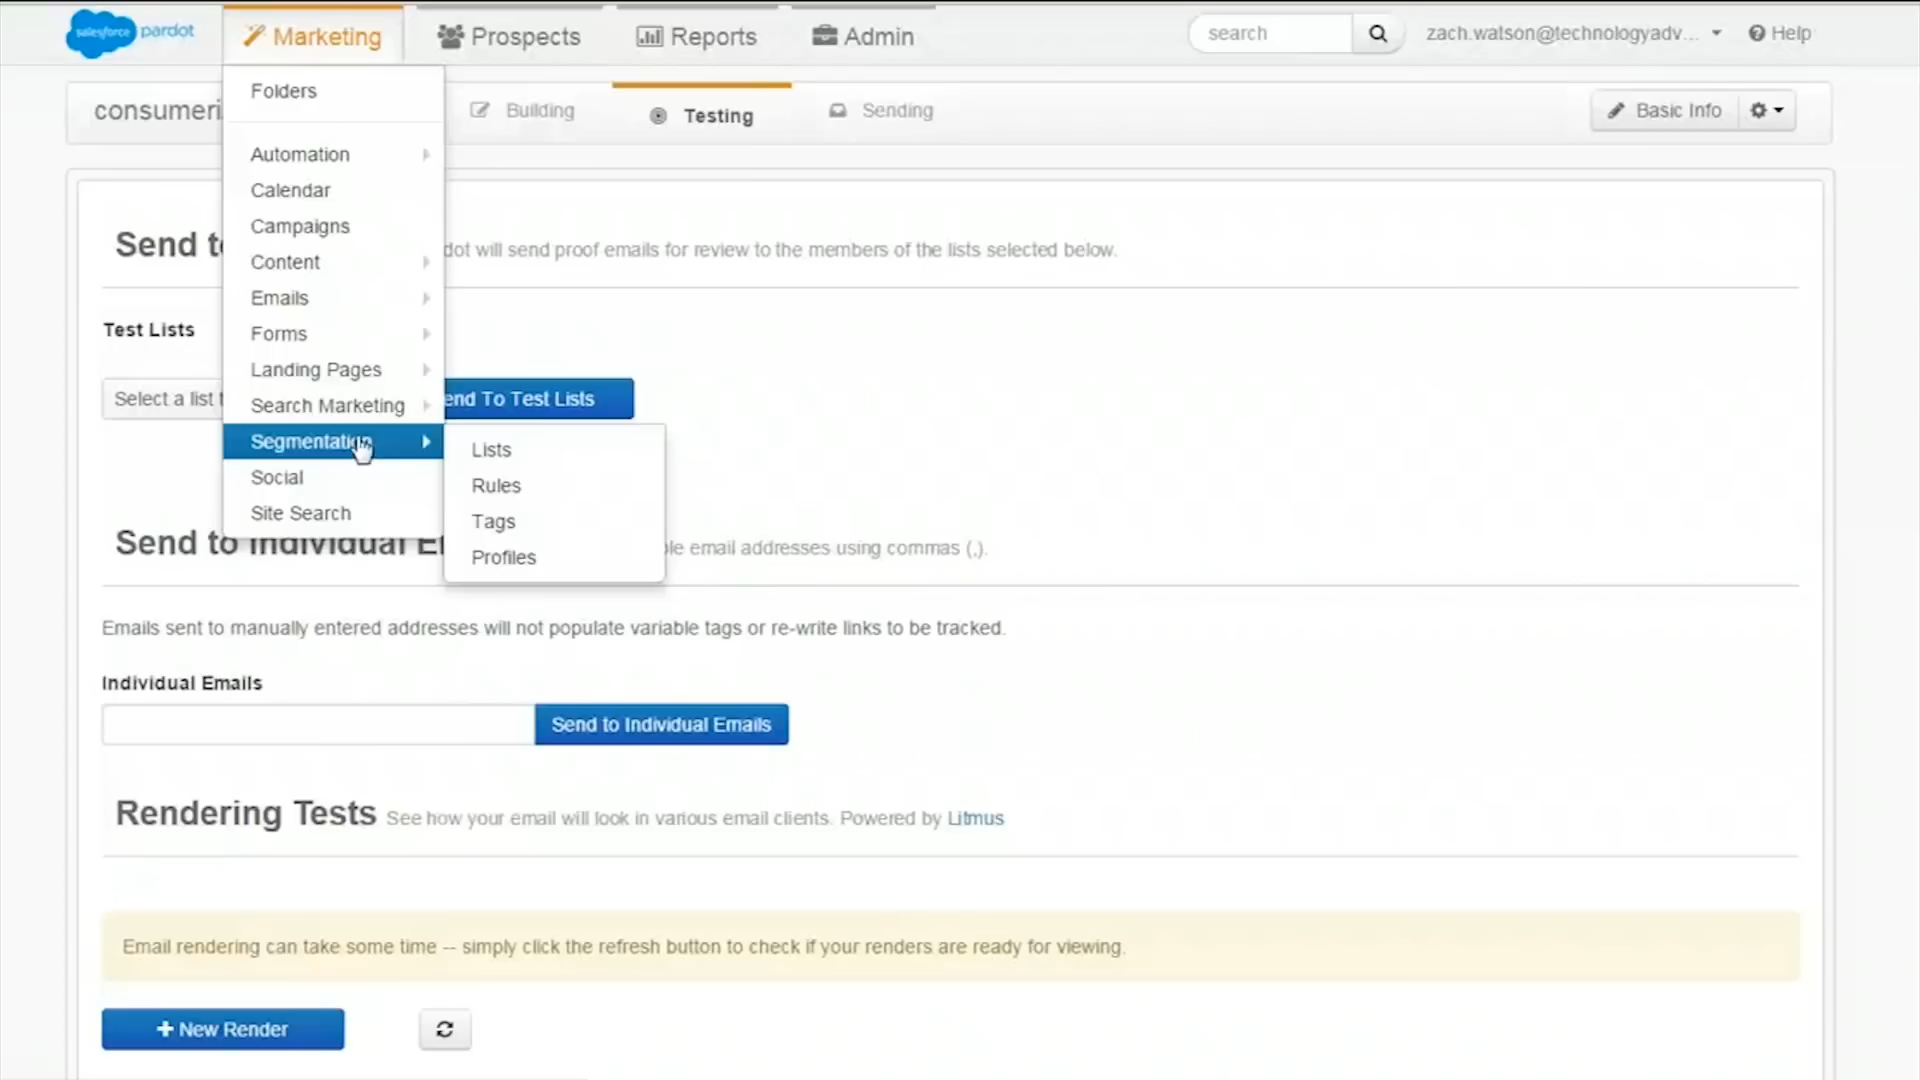 salesforce pardot
Marketing
Prospects
Reports
Admin
search
zach.watson@technologyadv...
Help
consumeri
Building
Testing
Sending
Basic Info
Folders
Automation
Calendar
Campaigns
Content
Emails
Forms
Landing Pages
Search Marketing
Segmentation
Social
Site Search
Lists
Rules
Tags
Profiles
Send to
dot will send proof emails for review to the members of the lists selected below.
Test Lists
Select a list t
end To Test Lists
Send to Individual E
le email addresses using commas (,).
Emails sent to manually entered addresses will not populate variable tags or re-write links to be tracked.
Individual Emails
Send to Individual Emails
Rendering Tests See how your email will look in various email clients. Powered by Litmus
Email rendering can take some time -- simply click the refresh button to check if your renders are ready for viewing.
+ New Render